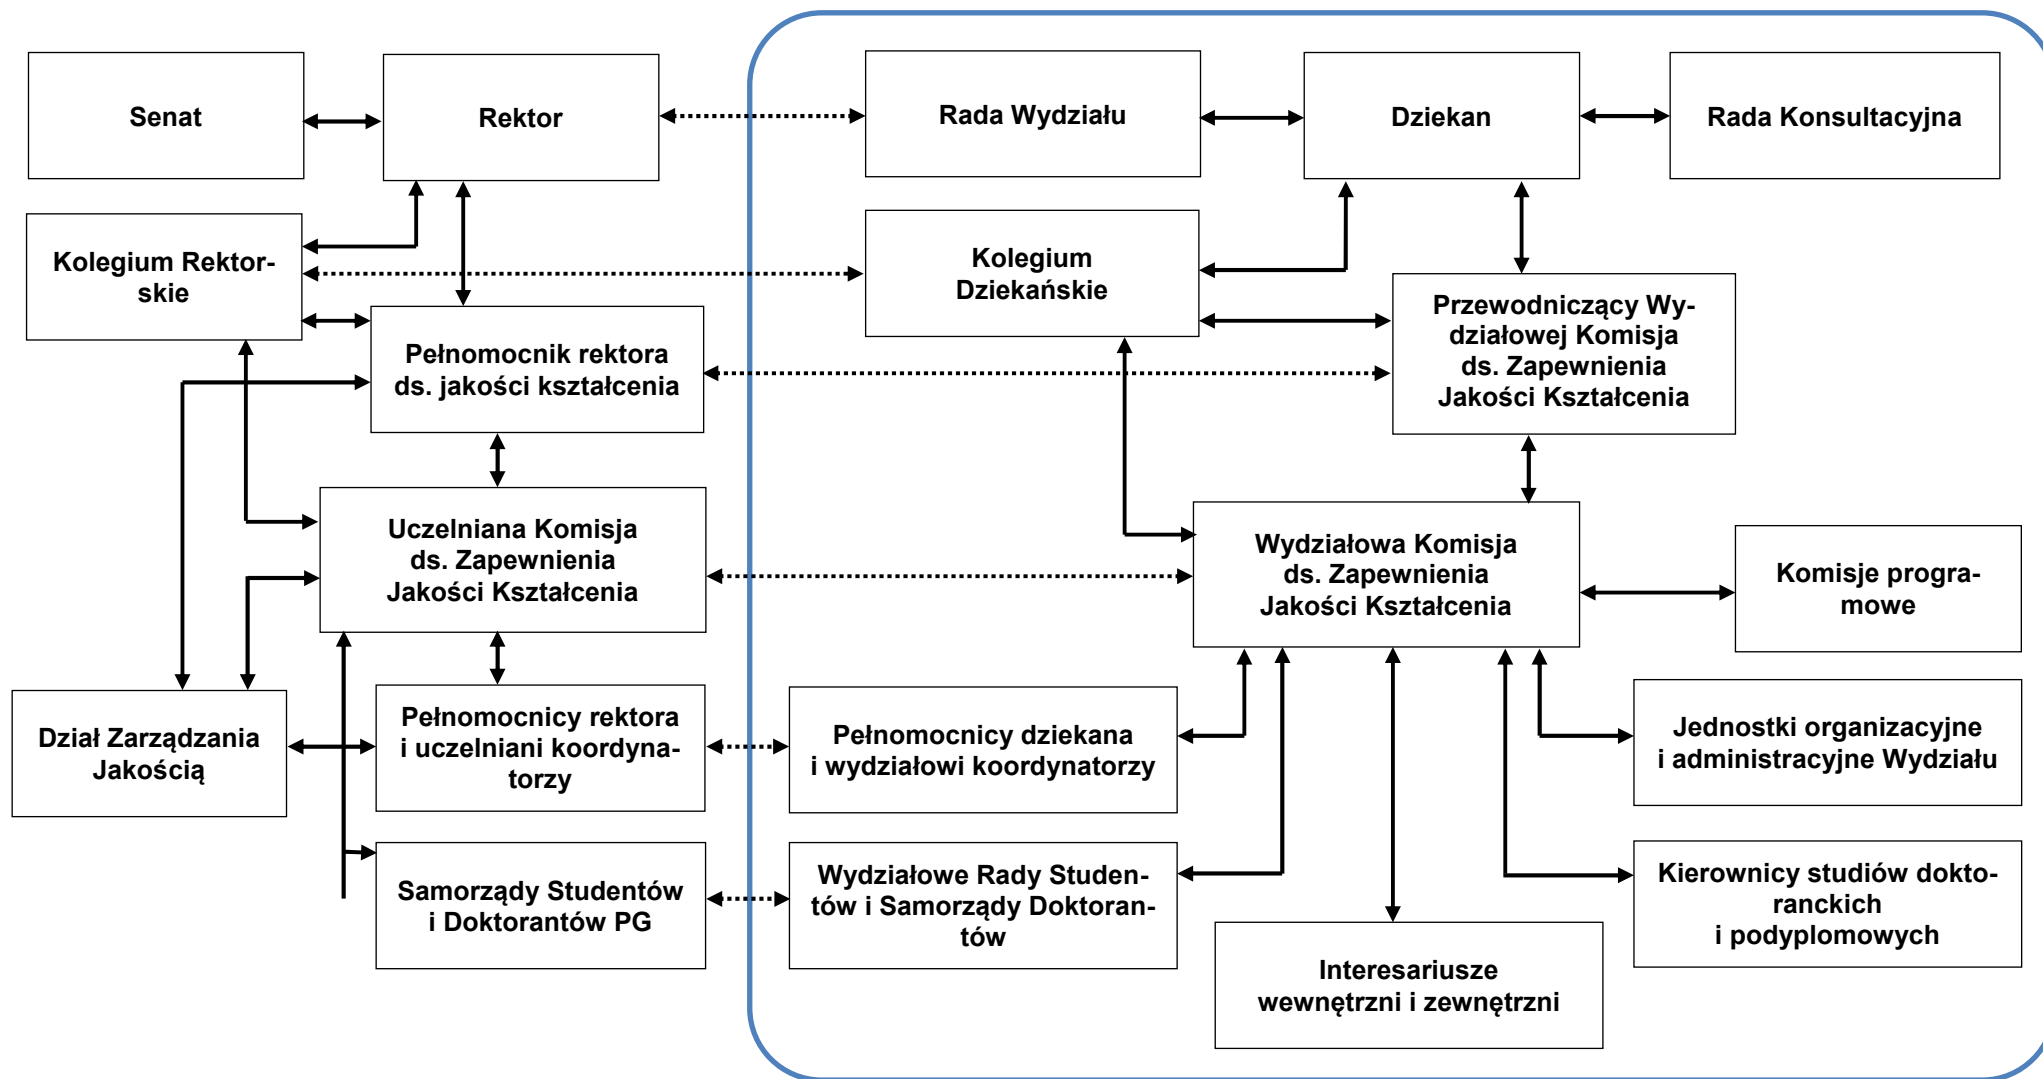 Senat
Rektor
Rada Wydziału
Dziekan
Rada Konsultacyjna
Kolegium Rektor-
skie
Kolegium
Dziekańskie
Przewodniczący Wy-
działowej Komisja
ds. Zapewnienia
Jakości Kształcenia
Pełnomocnik rektora
ds. jakości kształcenia
Uczelniana Komisja
ds. Zapewnienia
Jakości Kształcenia
Wydziałowa Komisja
ds. Zapewnienia
Jakości Kształcenia
Komisje progra-
mowe
Dział Zarządzania
Jakością
Pełnomocnicy rektora
i uczelniani koordyna-
torzy
Pełnomocnicy dziekana
i wydziałowi koordynatorzy
Jednostki organizacyjne
i administracyjne Wydziału
Samorządy Studentów
i Doktorantów PG
Wydziałowe Rady Studen-
tów i Samorządy Doktoran-
tów
Kierownicy studiów dokto-
ranckich
i podyplomowych
Interesariusze
wewnętrzni i zewnętrzni